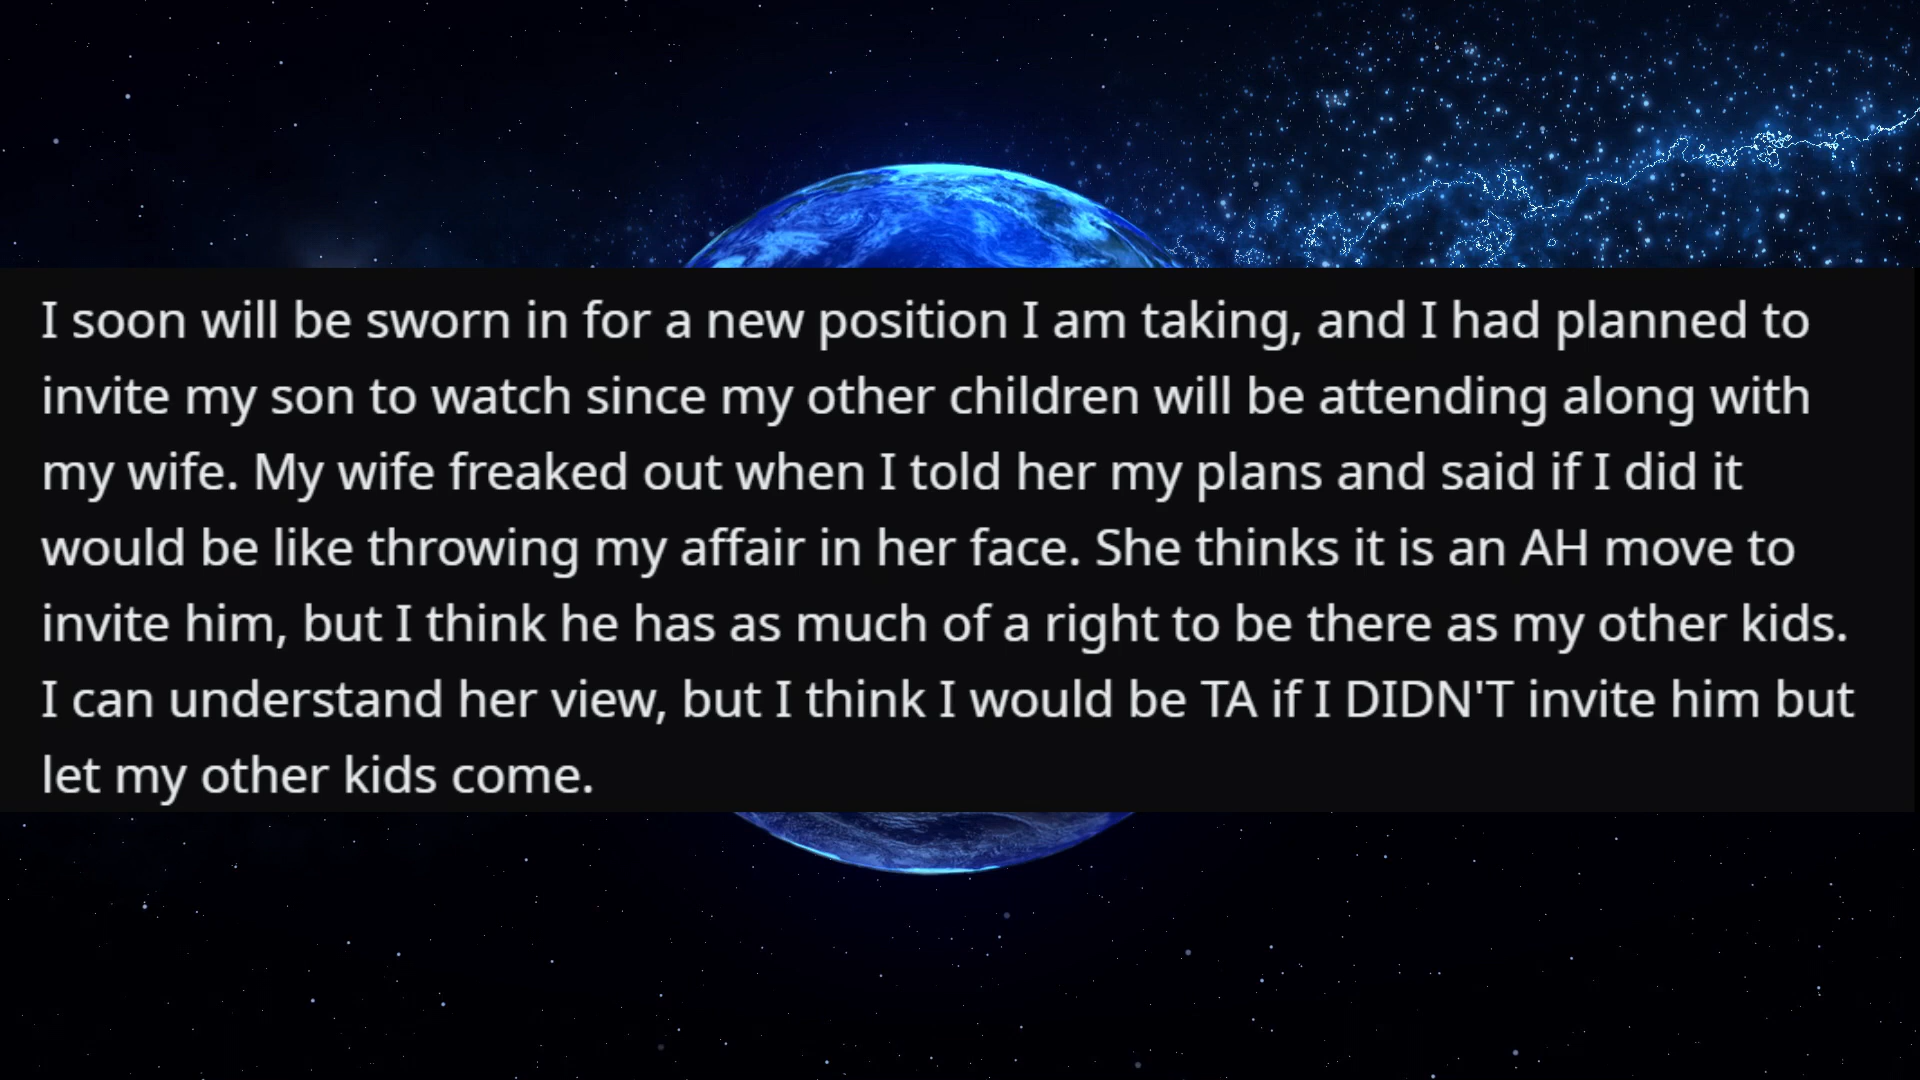 I soon will be sworn in for a new position I am taking, and I had planned to
invite my son to watch since my other children will be attending along with
my wife. My wife freaked out when I told her my plans and said if I did it
would be like throwing my affair in her face. She thinks it is an AH move to
invite him, but I think he has as much of a right to be there as my other kids.
I can understand her view, but I think I would be TA if I DIDN'T invite him but
let my other kids come.